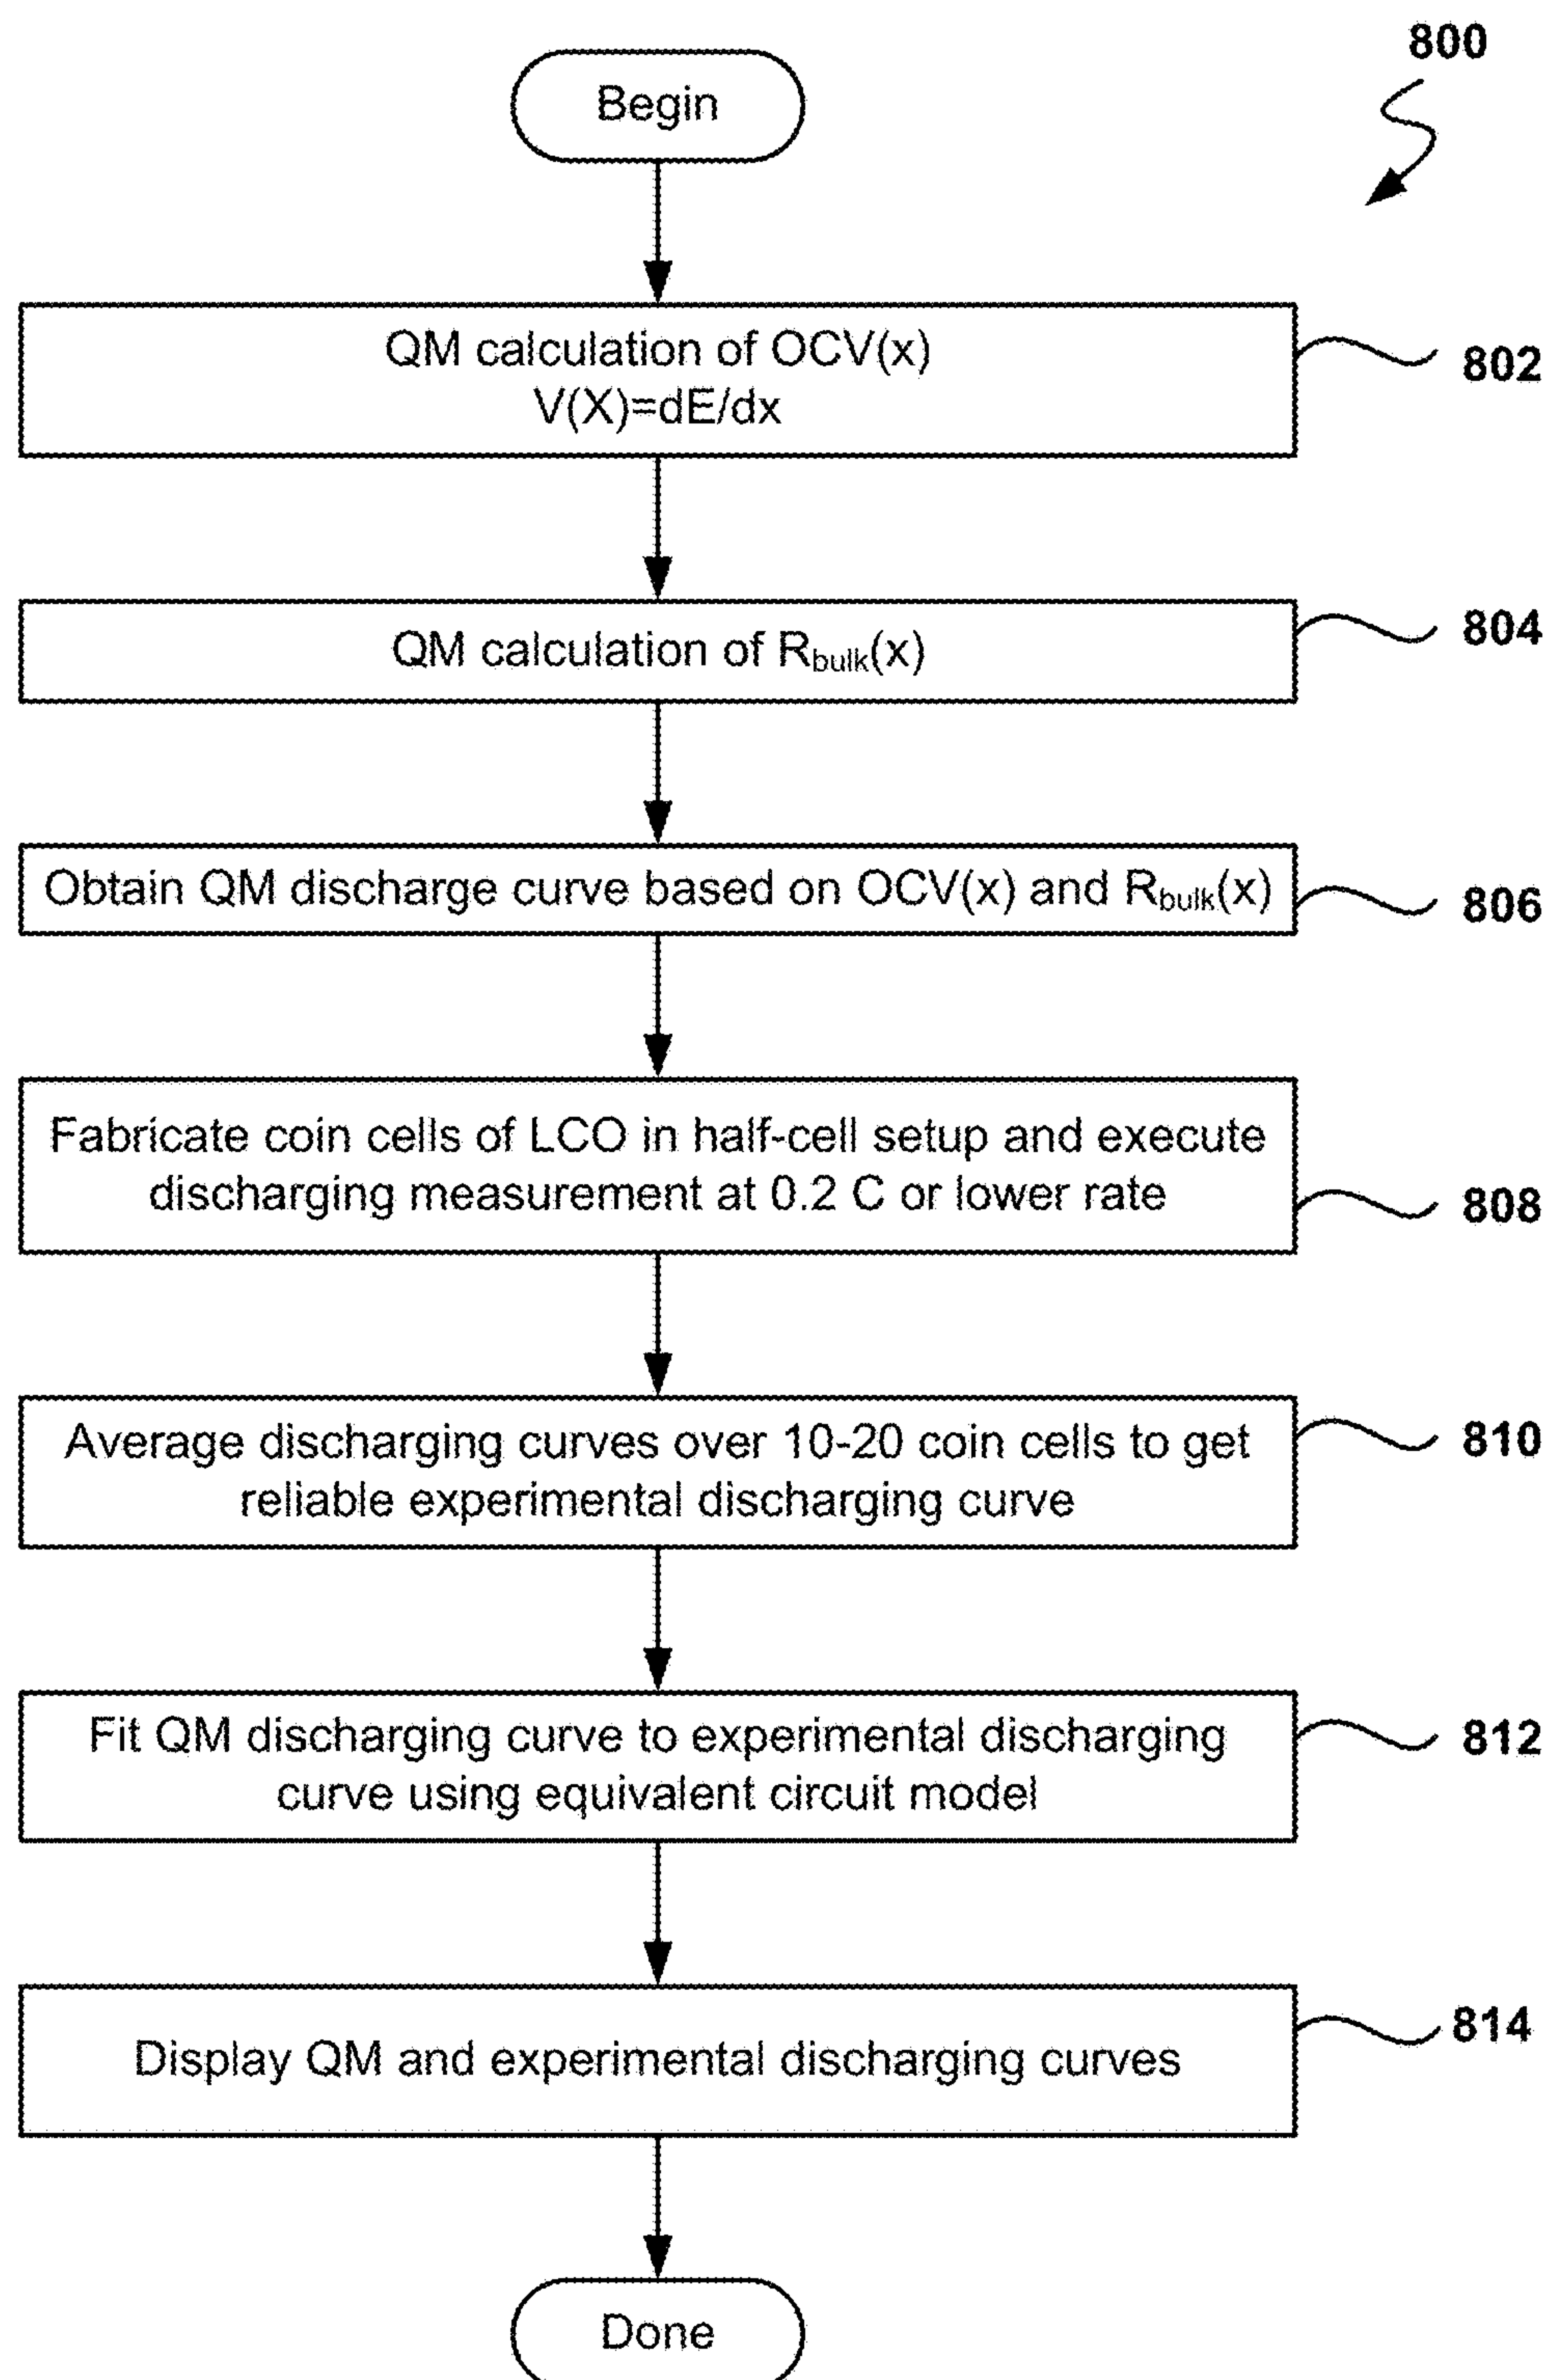 800
Begin
QM calculation of OCV(x)
V(X)=dE/dx
802
QM calculation of Rbulk(x)
804
Obtain QM discharge curve based on OCV(x) and Rbulk(x)
806
Fabricate coin cells of LCO in half-cell setup and execute
discharging measurement at 0.2 C or lower rate
808
Average discharging curves over 10-20 coin cells to get
reliable experimental discharging curve
810
Fit QM discharging curve to experimental discharging
curve using equivalent circuit model
812
Display QM and experimental discharging curves
814
Done